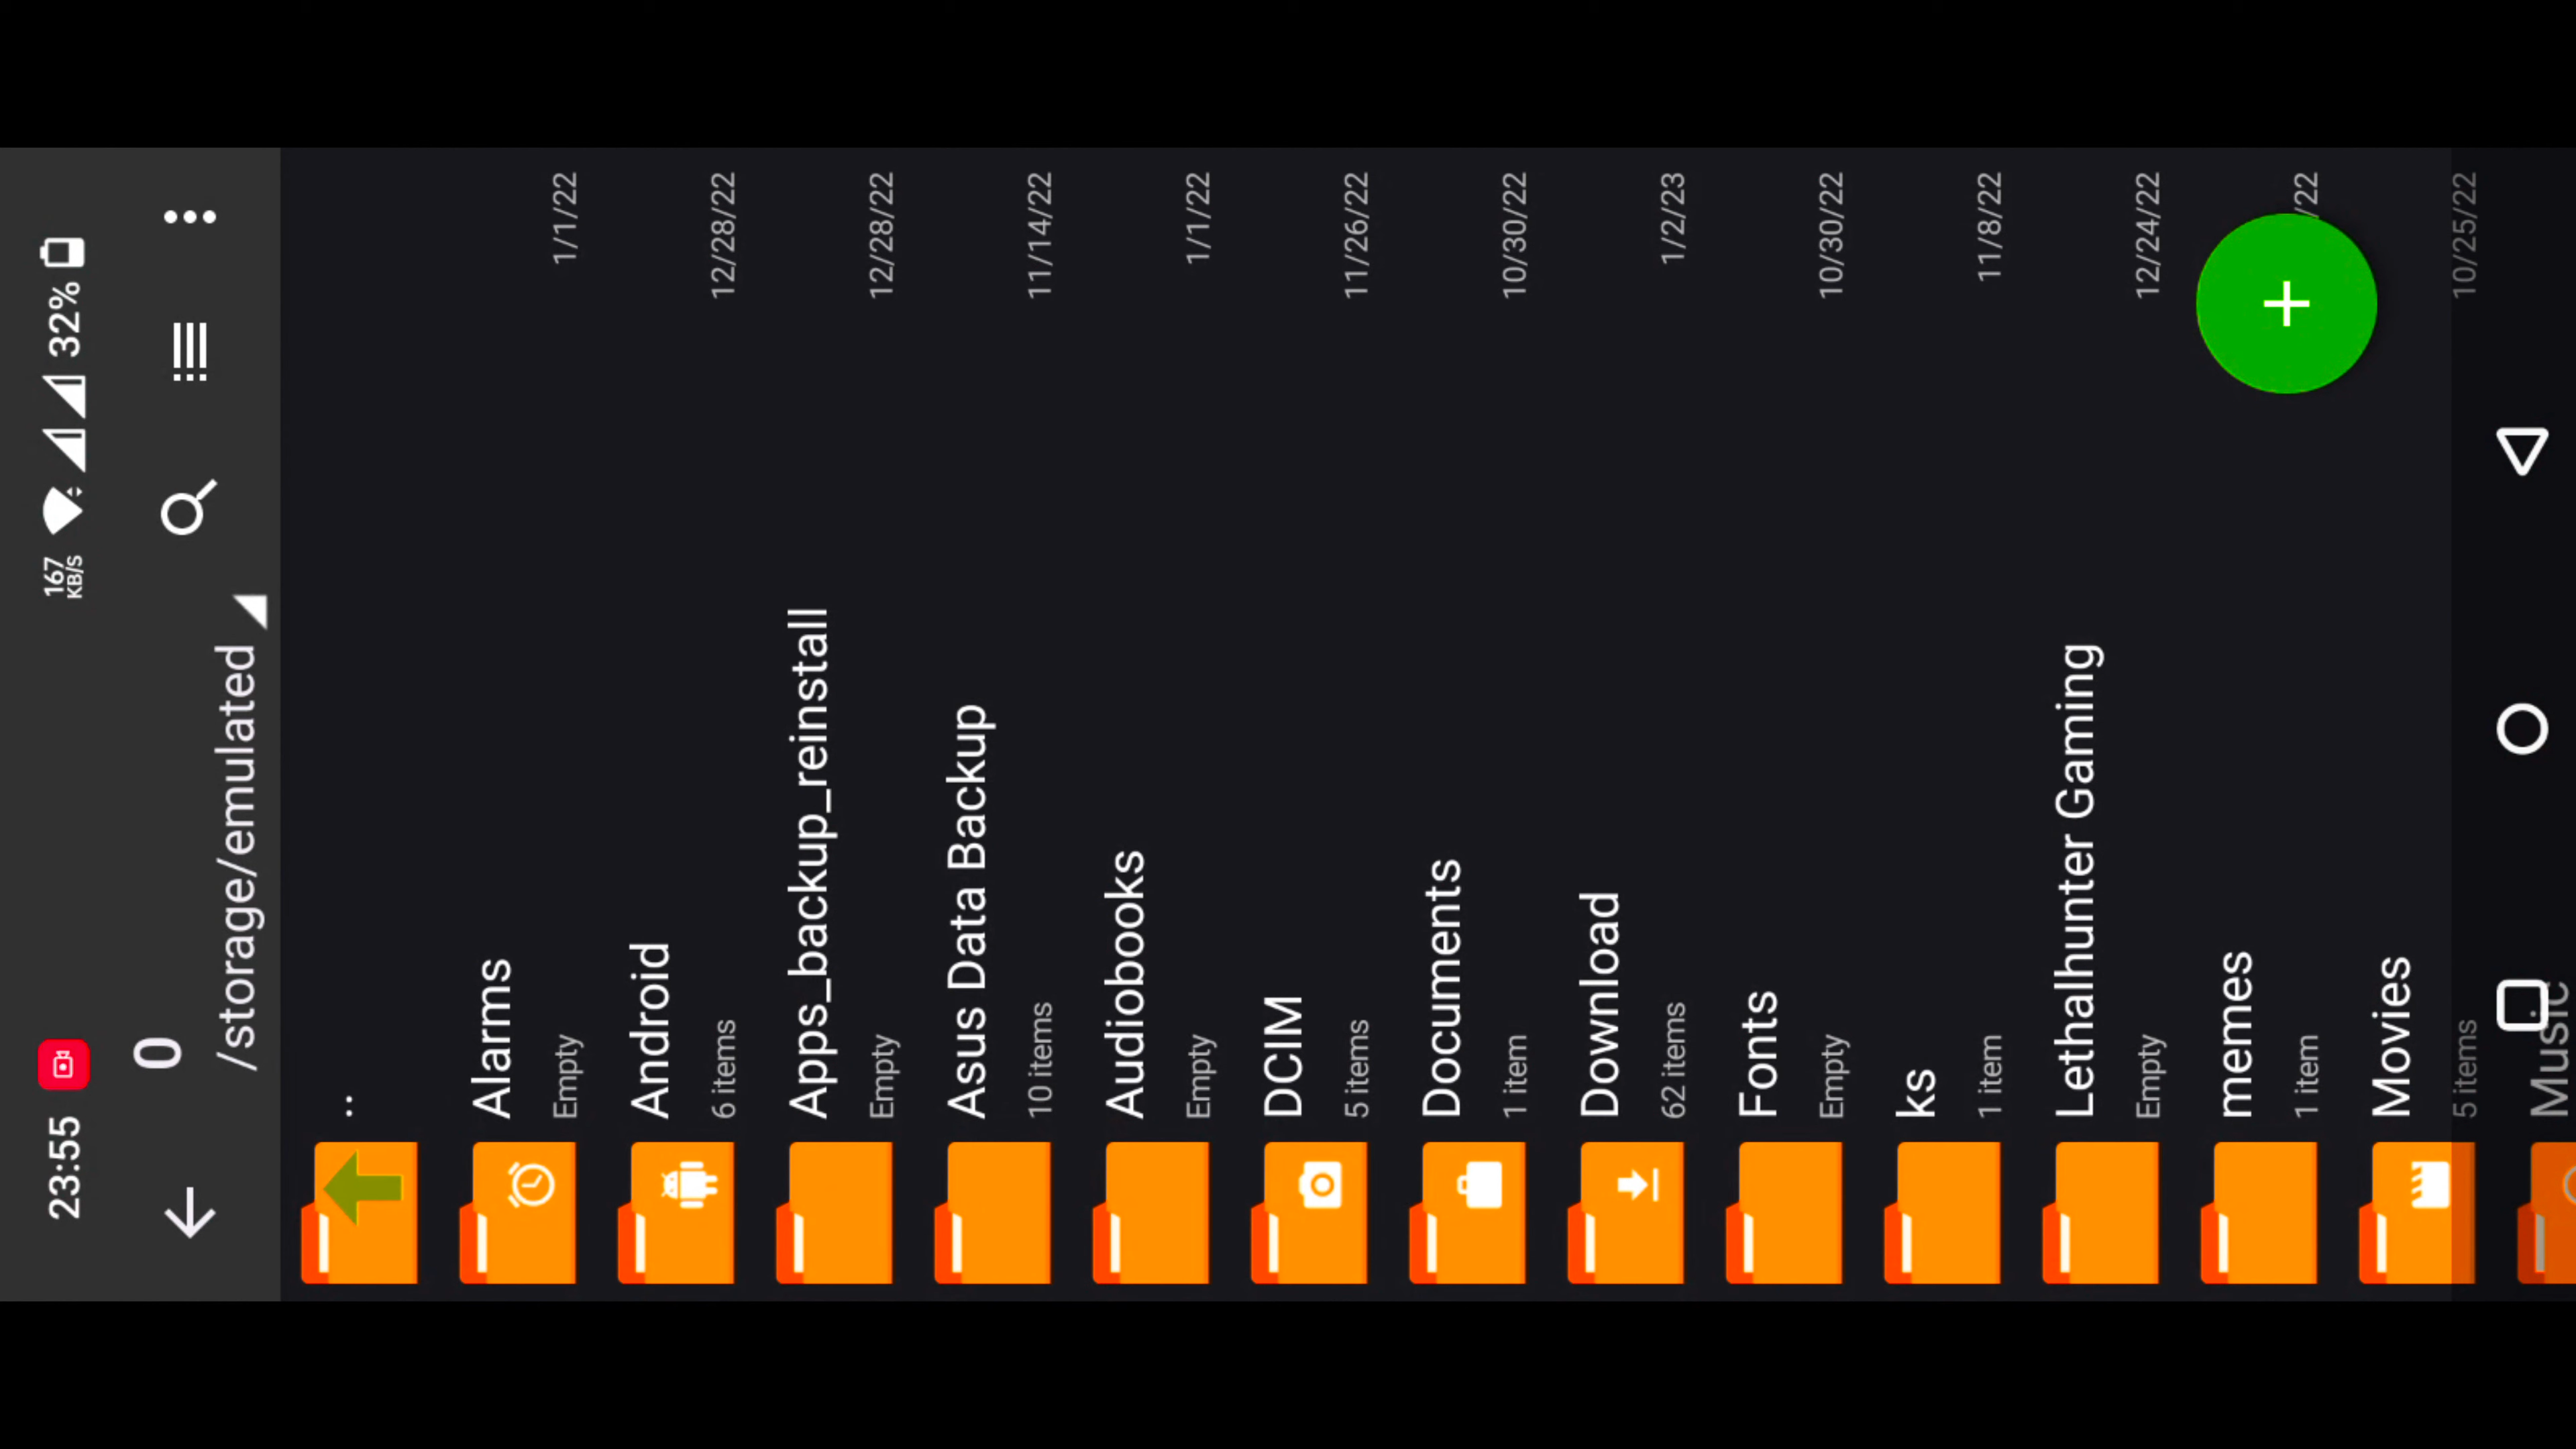 23:55
167
KB/S
32%
0
/storage/emulated
..
Alarms
Empty
1/1/22
Android
6 items
12/28/22
Apps_backup_reinstall
Empty
12/28/22
Asus Data Backup
10 items
11/14/22
Audiobooks
Empty
1/1/22
DCIM
5 items
11/26/22
Documents
1 item
10/30/22
Download
62 items
1/2/23
Fonts
Empty
10/30/22
ks
1 item
11/8/22
Lethalhunter Gaming
Empty
12/24/22
memes
1 item
/22
Movies
5 items
10/25/22
Music